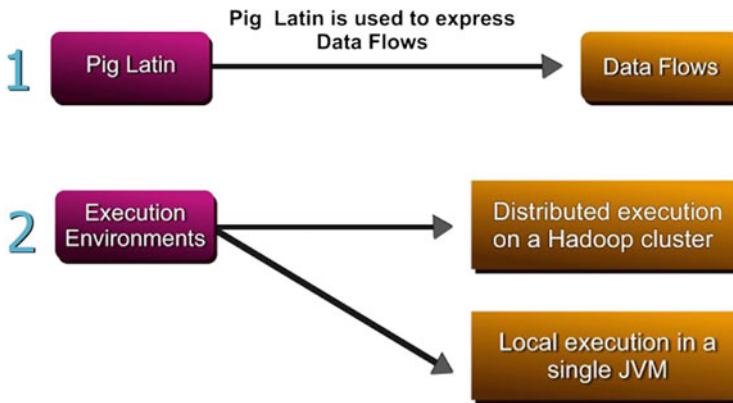 Pig Latin is used to express
Data Flows
1
Pig Latin
Data Flows
2
Execution
Environments
Distributed execution
on a Hadoop cluster
Local execution in a
single JVM